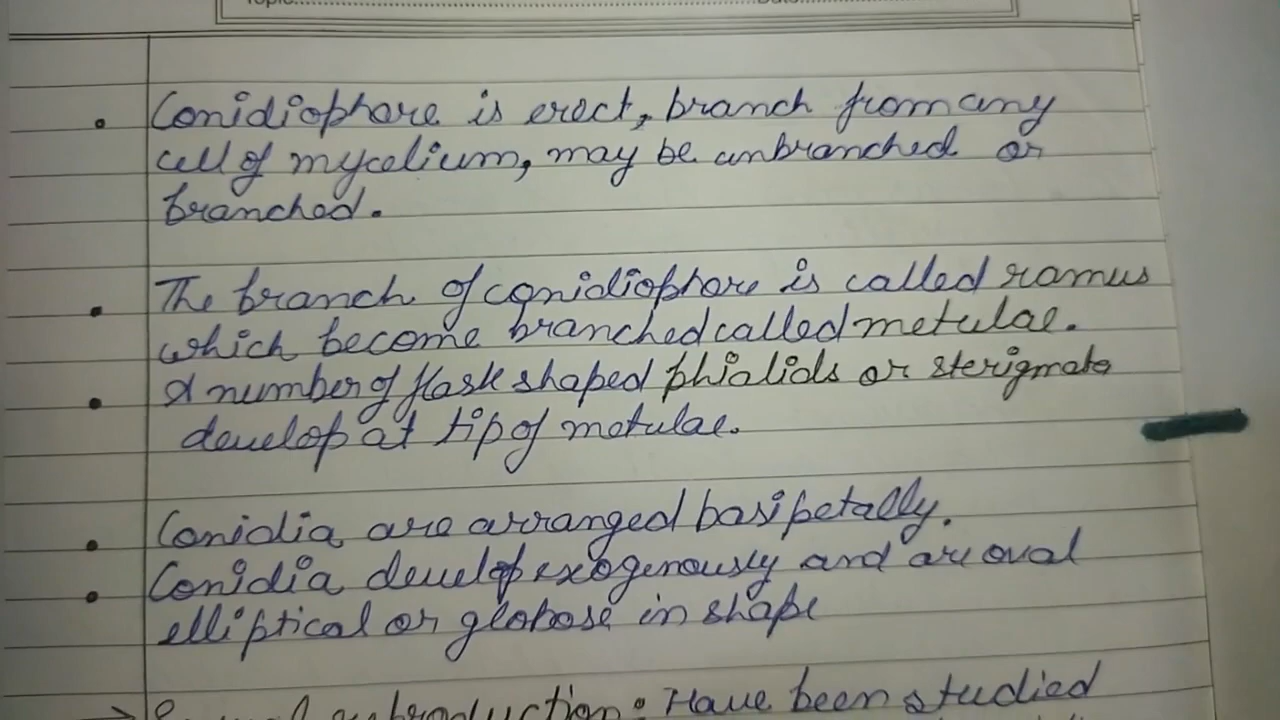 Topic............Date............
Conidiophore is erect, branch from any
cell of mycelium, may be unbranched or
branched.
The branch of conidiophore is called ramus
which become branched called metulae.
A number of flask shaped phialids or sterigmata
develop at tip of metulae.
Conidia are arranged basipetally.
Conidia develop exogenously and are oval
elliptical or globose in shape
reproduction: Have been studied